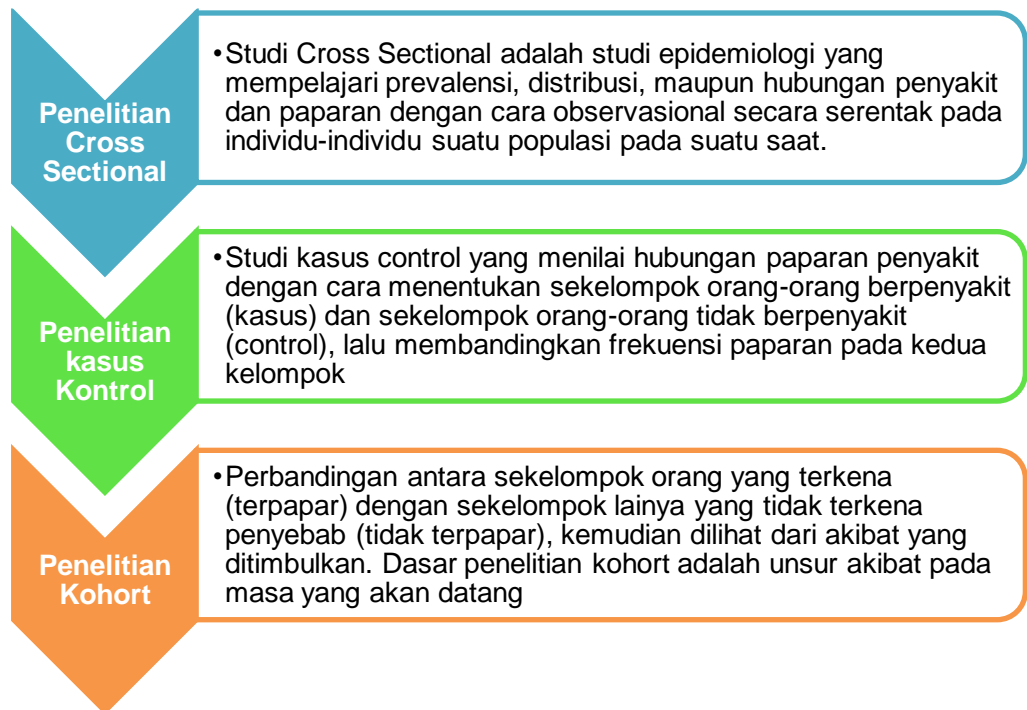 Penelitian
Cross
Sectional
•Studi Cross Sectional adalah studi epidemiologi yang
mempelajari prevalensi, distribusi, maupun hubungan penyakit
dan paparan dengan cara observasional secara serentak pada
individu-individu suatu populasi pada suatu saat.
Penelitian
kasus
Kontrol
•Studi kasus control yang menilai hubungan paparan penyakit
dengan cara menentukan sekelompok orang-orang berpenyakit
(kasus) dan sekelompok orang-orang tidak berpenyakit
(control), lalu membandingkan frekuensi paparan pada kedua
kelompok
Penelitian
Kohort
•Perbandingan antara sekelompok orang yang terkena
(terpapar) dengan sekelompok lainya yang tidak terkena
penyebab (tidak terpapar), kemudian dilihat dari akibat yang
ditimbulkan. Dasar penelitian kohort adalah unsur akibat pada
masa yang akan datang